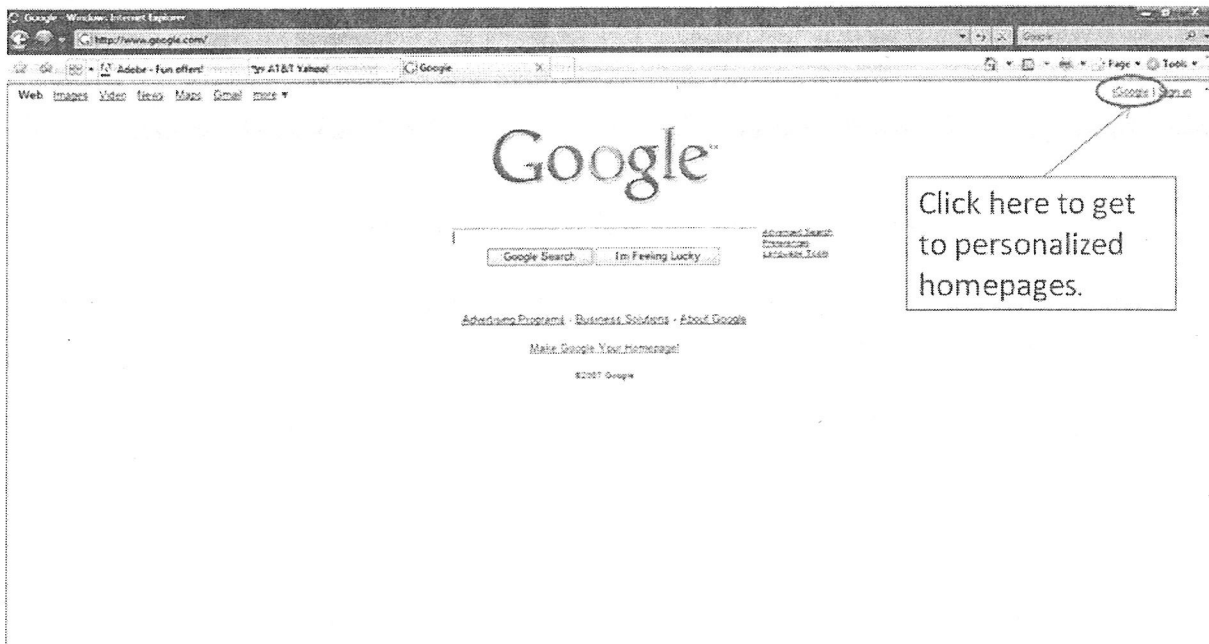 Google - Windows Internet Explorer
http://www.google.com/
Google
Adobe - Fun offers!
AT&T Yahoo!
Google
Page
Tools
Web Images Video News Maps Gmail more
iGoogle | Sign in
Google
Click here to get
to personalized
homepages.
Advanced Search
Preferences
Language Tools
Google Search
I'm Feeling Lucky
Advertising Programs - Business Solutions - About Google
Make Google Your Homepage!
©2007 Google